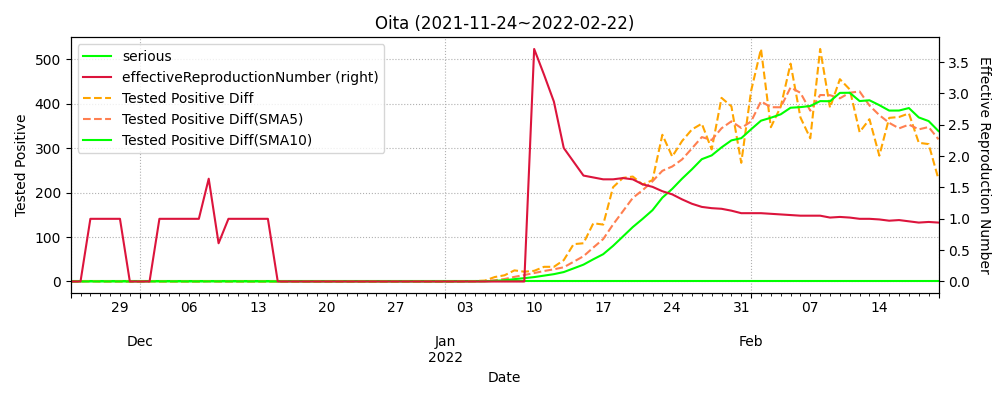 Oita (2021-11-24~2022-02-22)
serious
effectiveReproductionNumber (right)
Tested Positive Diff
Tested Positive Diff(SMA5)
Tested Positive Diff(SMA10)
Tested Positive
500
400
300
200
100
0
3.5
3.0
2.5
2.0
1.5
1.0
0.5
0.0
Effective Reproduction Number
29 06 13 20 27 03 10 17 24 31 07 14
Dec Jan Feb
2022
Date